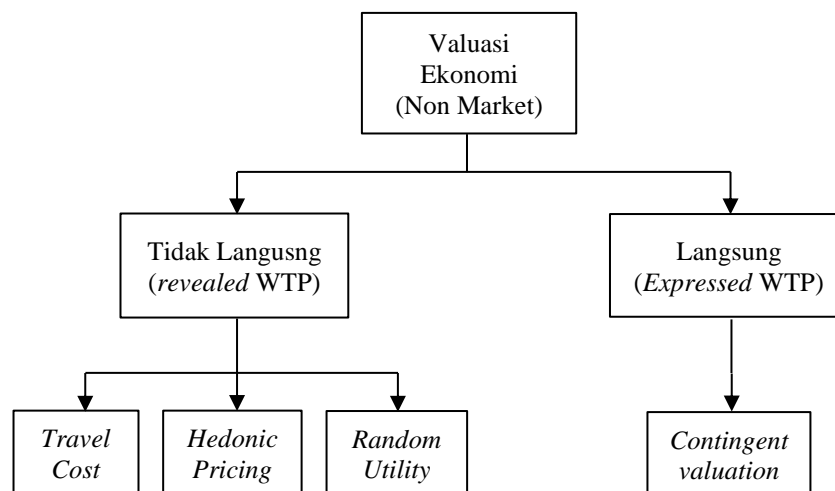 Valuasi
Ekonomi
(Non Market)
Tidak Langusng
(revealed WTP)
Langsung
(Expressed WTP)
Travel
Cost
Hedonic
Pricing
Random
Utility
Contingent
valuation